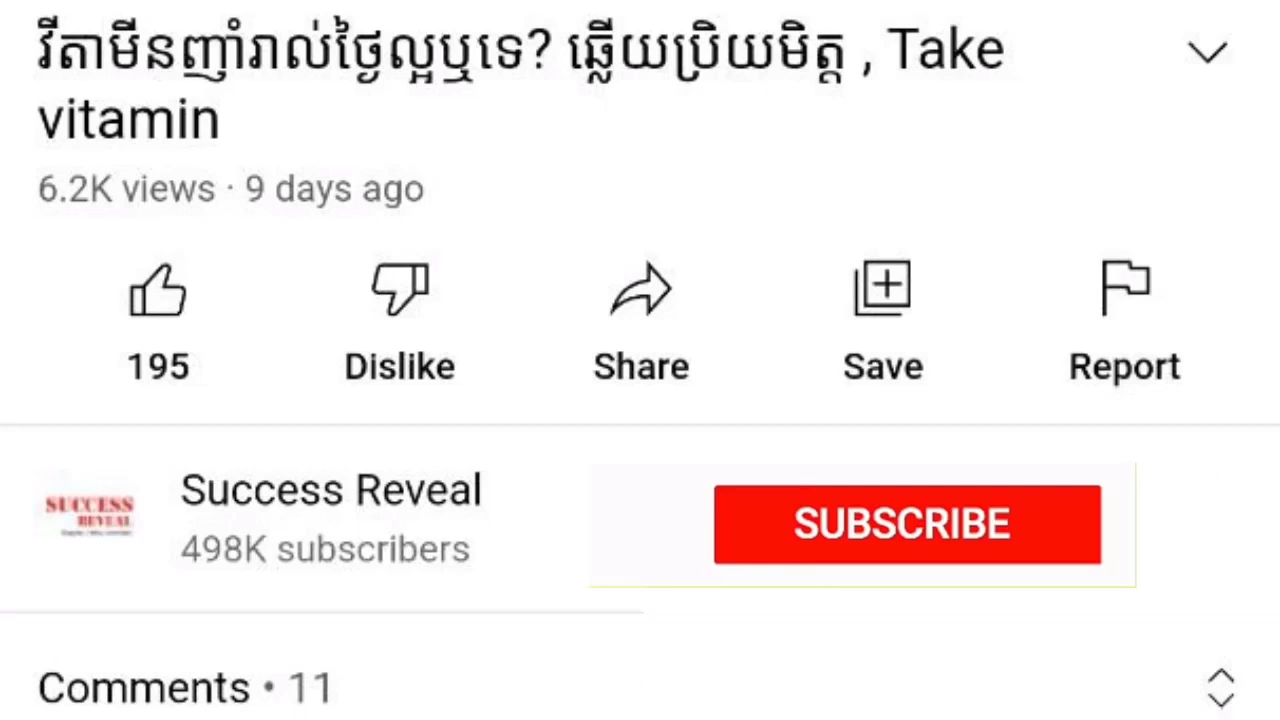 វីតាមីនញ៉ាំរាល់ថ្ងៃល្អឬទេ? ឆ្លើយប្រិយមិត្ត , Take
vitamin
6.2K views · 9 days ago
195
Dislike
Share
Save
Report
SUCCESS
REVEAL
Success Reveal
498K subscribers
SUBSCRIBE
Comments • 11